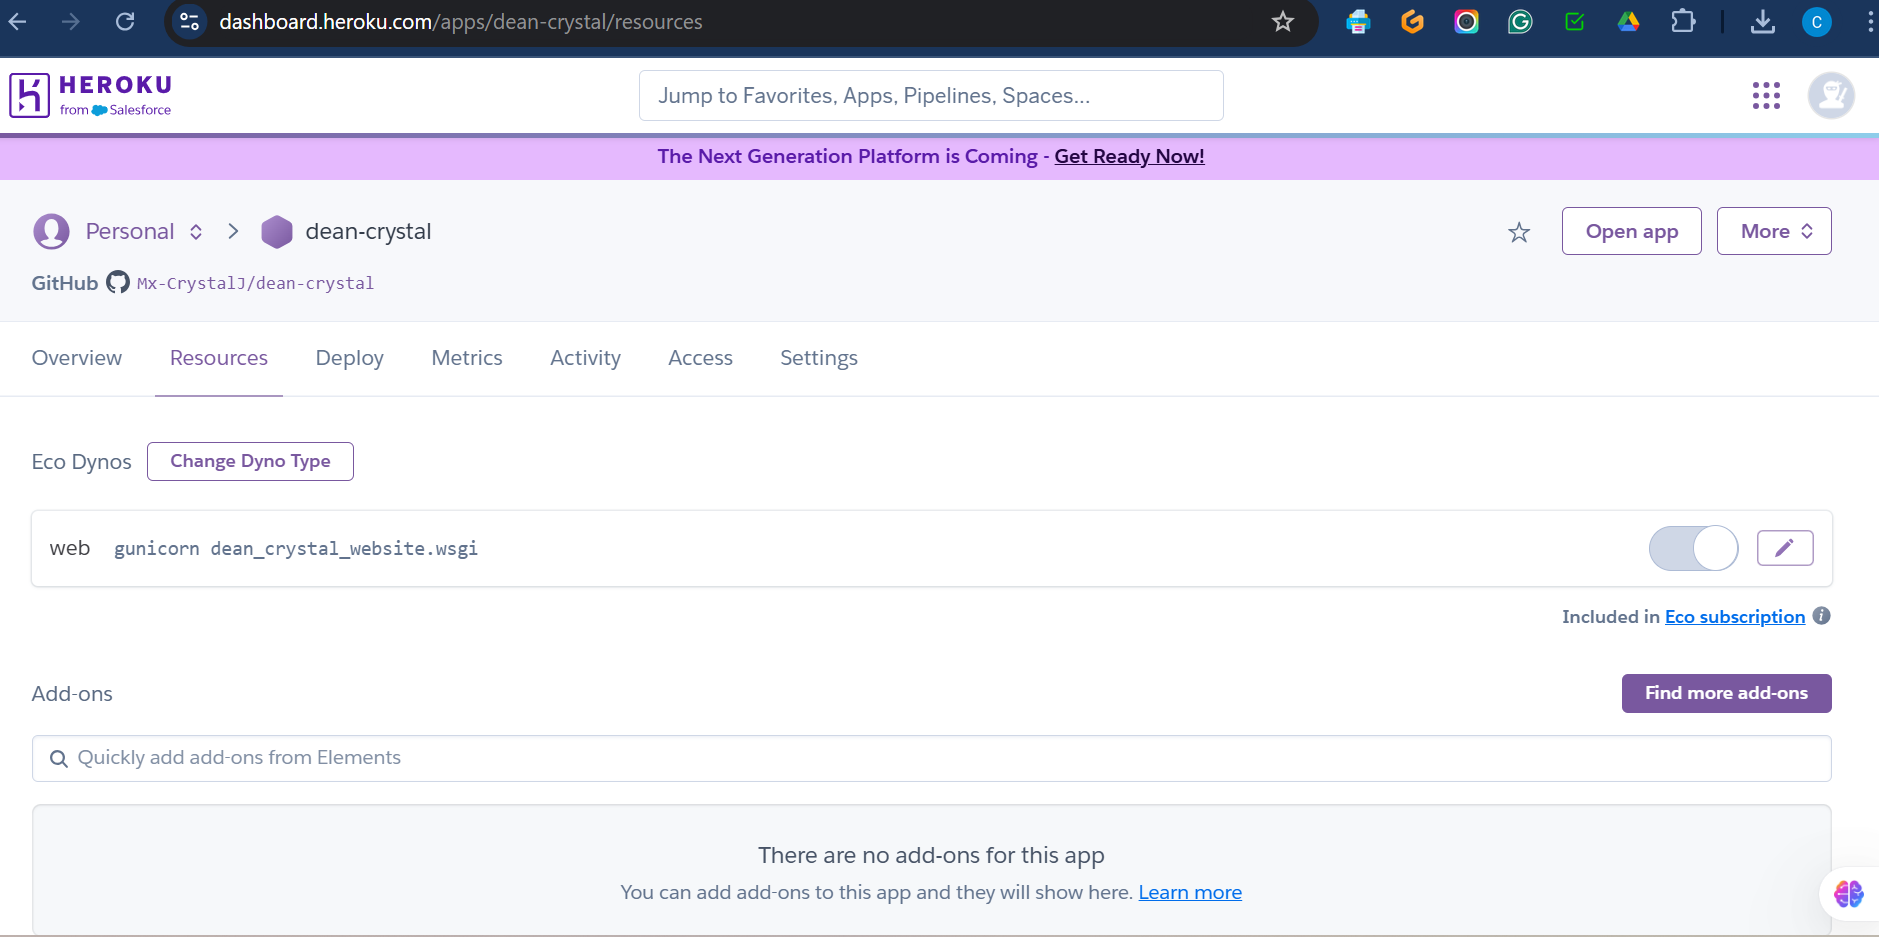 dashboard.heroku.com/apps/dean-crystal/resources
C
HEROKU
from Salesforce
Jump to Favorites, Apps, Pipelines, Spaces...
The Next Generation Platform is Coming - Get Ready Now!
Personal
dean-crystal
Open app
More
GitHub Mx-CrystalJ/dean-crystal
Overview
Resources
Deploy
Metrics
Activity
Access
Settings
Eco Dynos
Change Dyno Type
web gunicorn dean_crystal_website.wsgi
Included in Eco subscription
Add-ons
Find more add-ons
Quickly add add-ons from Elements
There are no add-ons for this app
You can add add-ons to this app and they will show here. Learn more